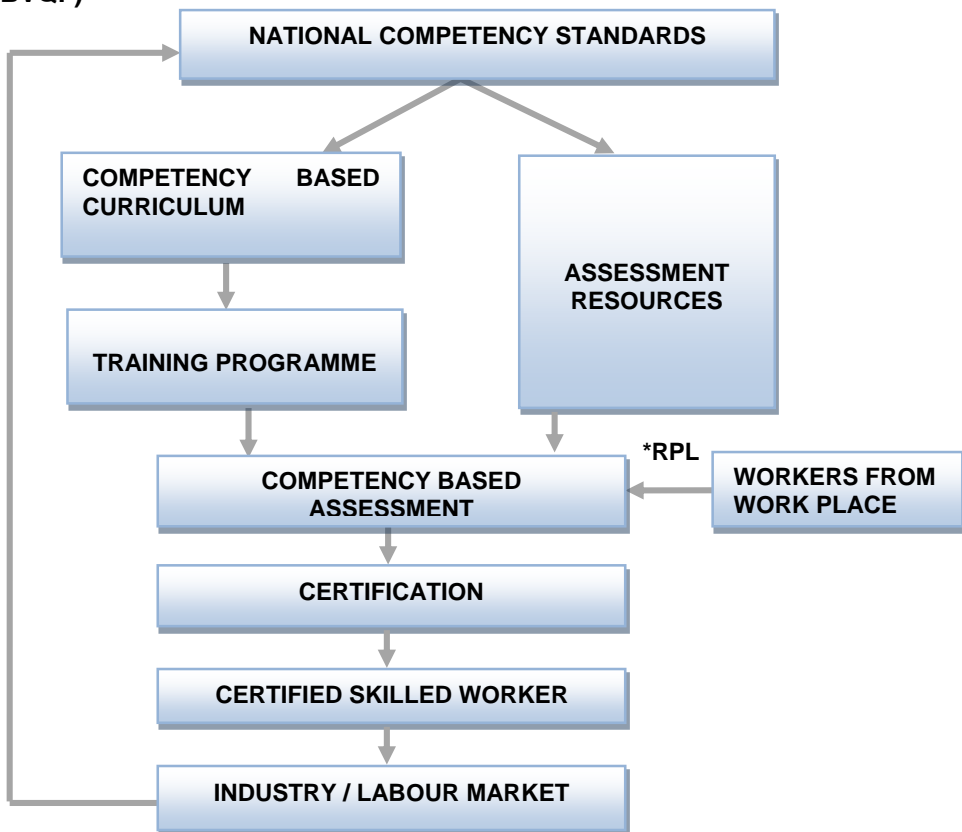 NATIONAL COMPETENCY STANDARDS
COMPETENCY BASED
CURRICULUM
ASSESSMENT
RESOURCES
TRAINING PROGRAMME
*RPL
COMPETENCY BASED
ASSESSMENT
WORKERS FROM
WORK PLACE
CERTIFICATION
CERTIFIED SKILLED WORKER
INDUSTRY / LABOUR MARKET